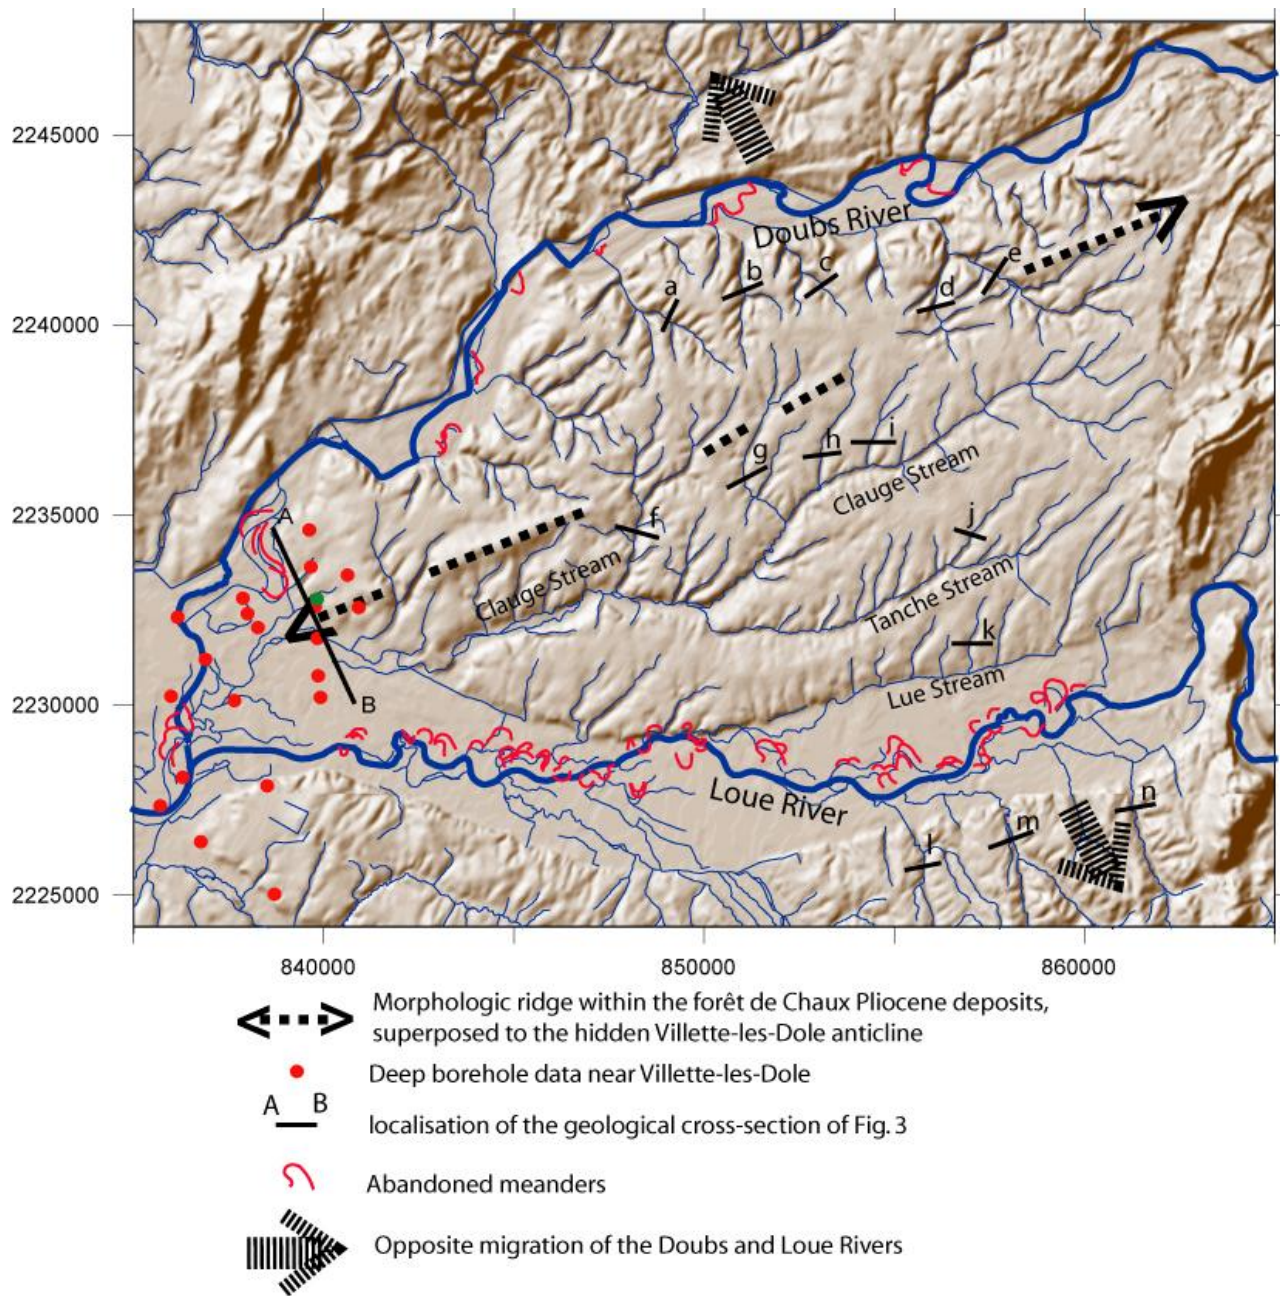 2245000
Doubs River
e
c
b
a
d
2240000
i
h
g
Clauge Stream
2235000
A
f
j
Clauge Stream
Tanche Stream
k
Lue Stream
2230000
B
Loue River
n
m
l
2225000
840000
850000
860000
Morphologic ridge within the forêt de Chaux Pliocene deposits,
superposed to the hidden Villette-les-Dole anticline
Deep borehole data near Villette-les-Dole
A B
localisation of the geological cross-section of Fig. 3
Abandoned meanders
Opposite migration of the Doubs and Loue Rivers